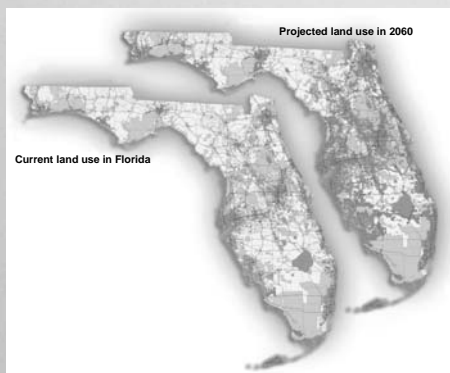 Projected land use in 2060
Current land use in Florida